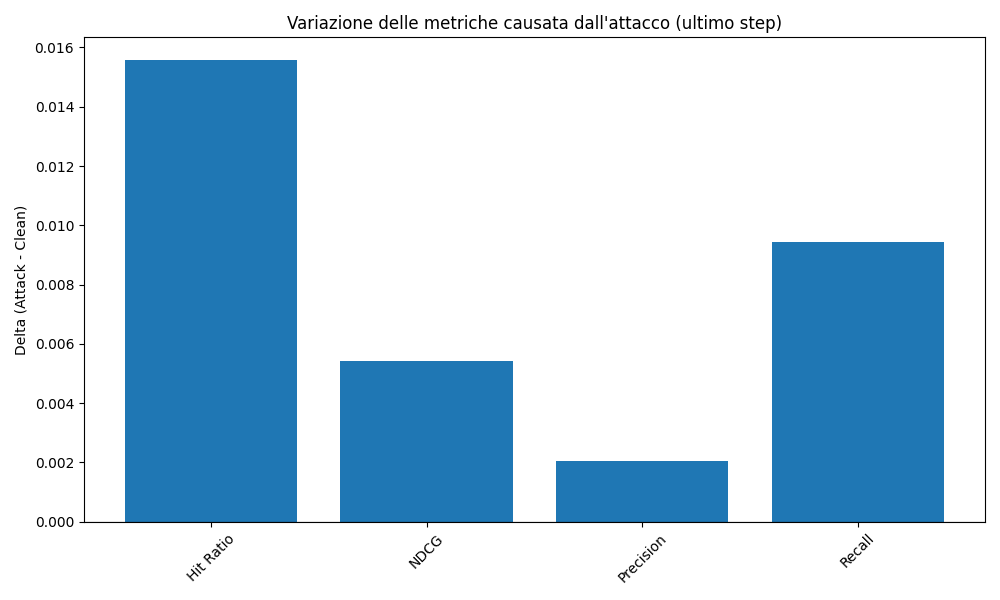 Variazione delle metriche causata dall'attacco (ultimo step)
Delta (Attack - Clean)
0.016
0.014
0.012
0.010
0.008
0.006
0.004
0.002
0.000
Hit Ratio
NDCG
Precision
Recall